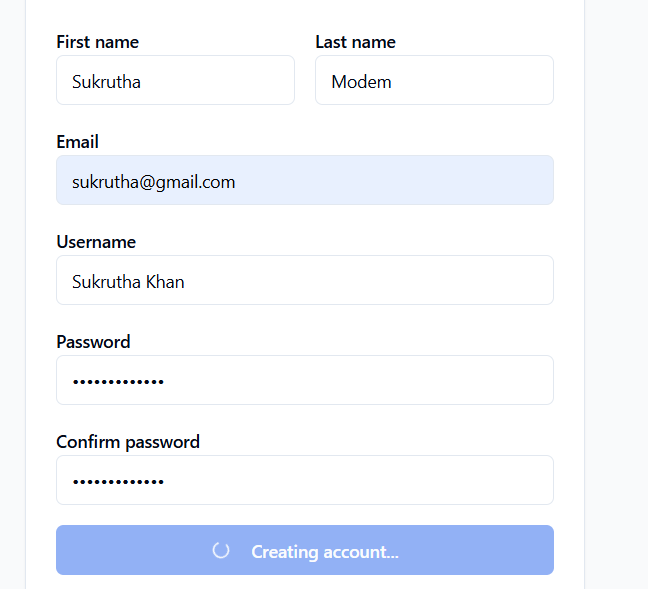 First name Last name
Sukrutha Modem
Email
sukrutha@gmail.com
Username
Sukrutha Khan
Password
•••••••••••••
Confirm password
•••••••••••••
Creating account...